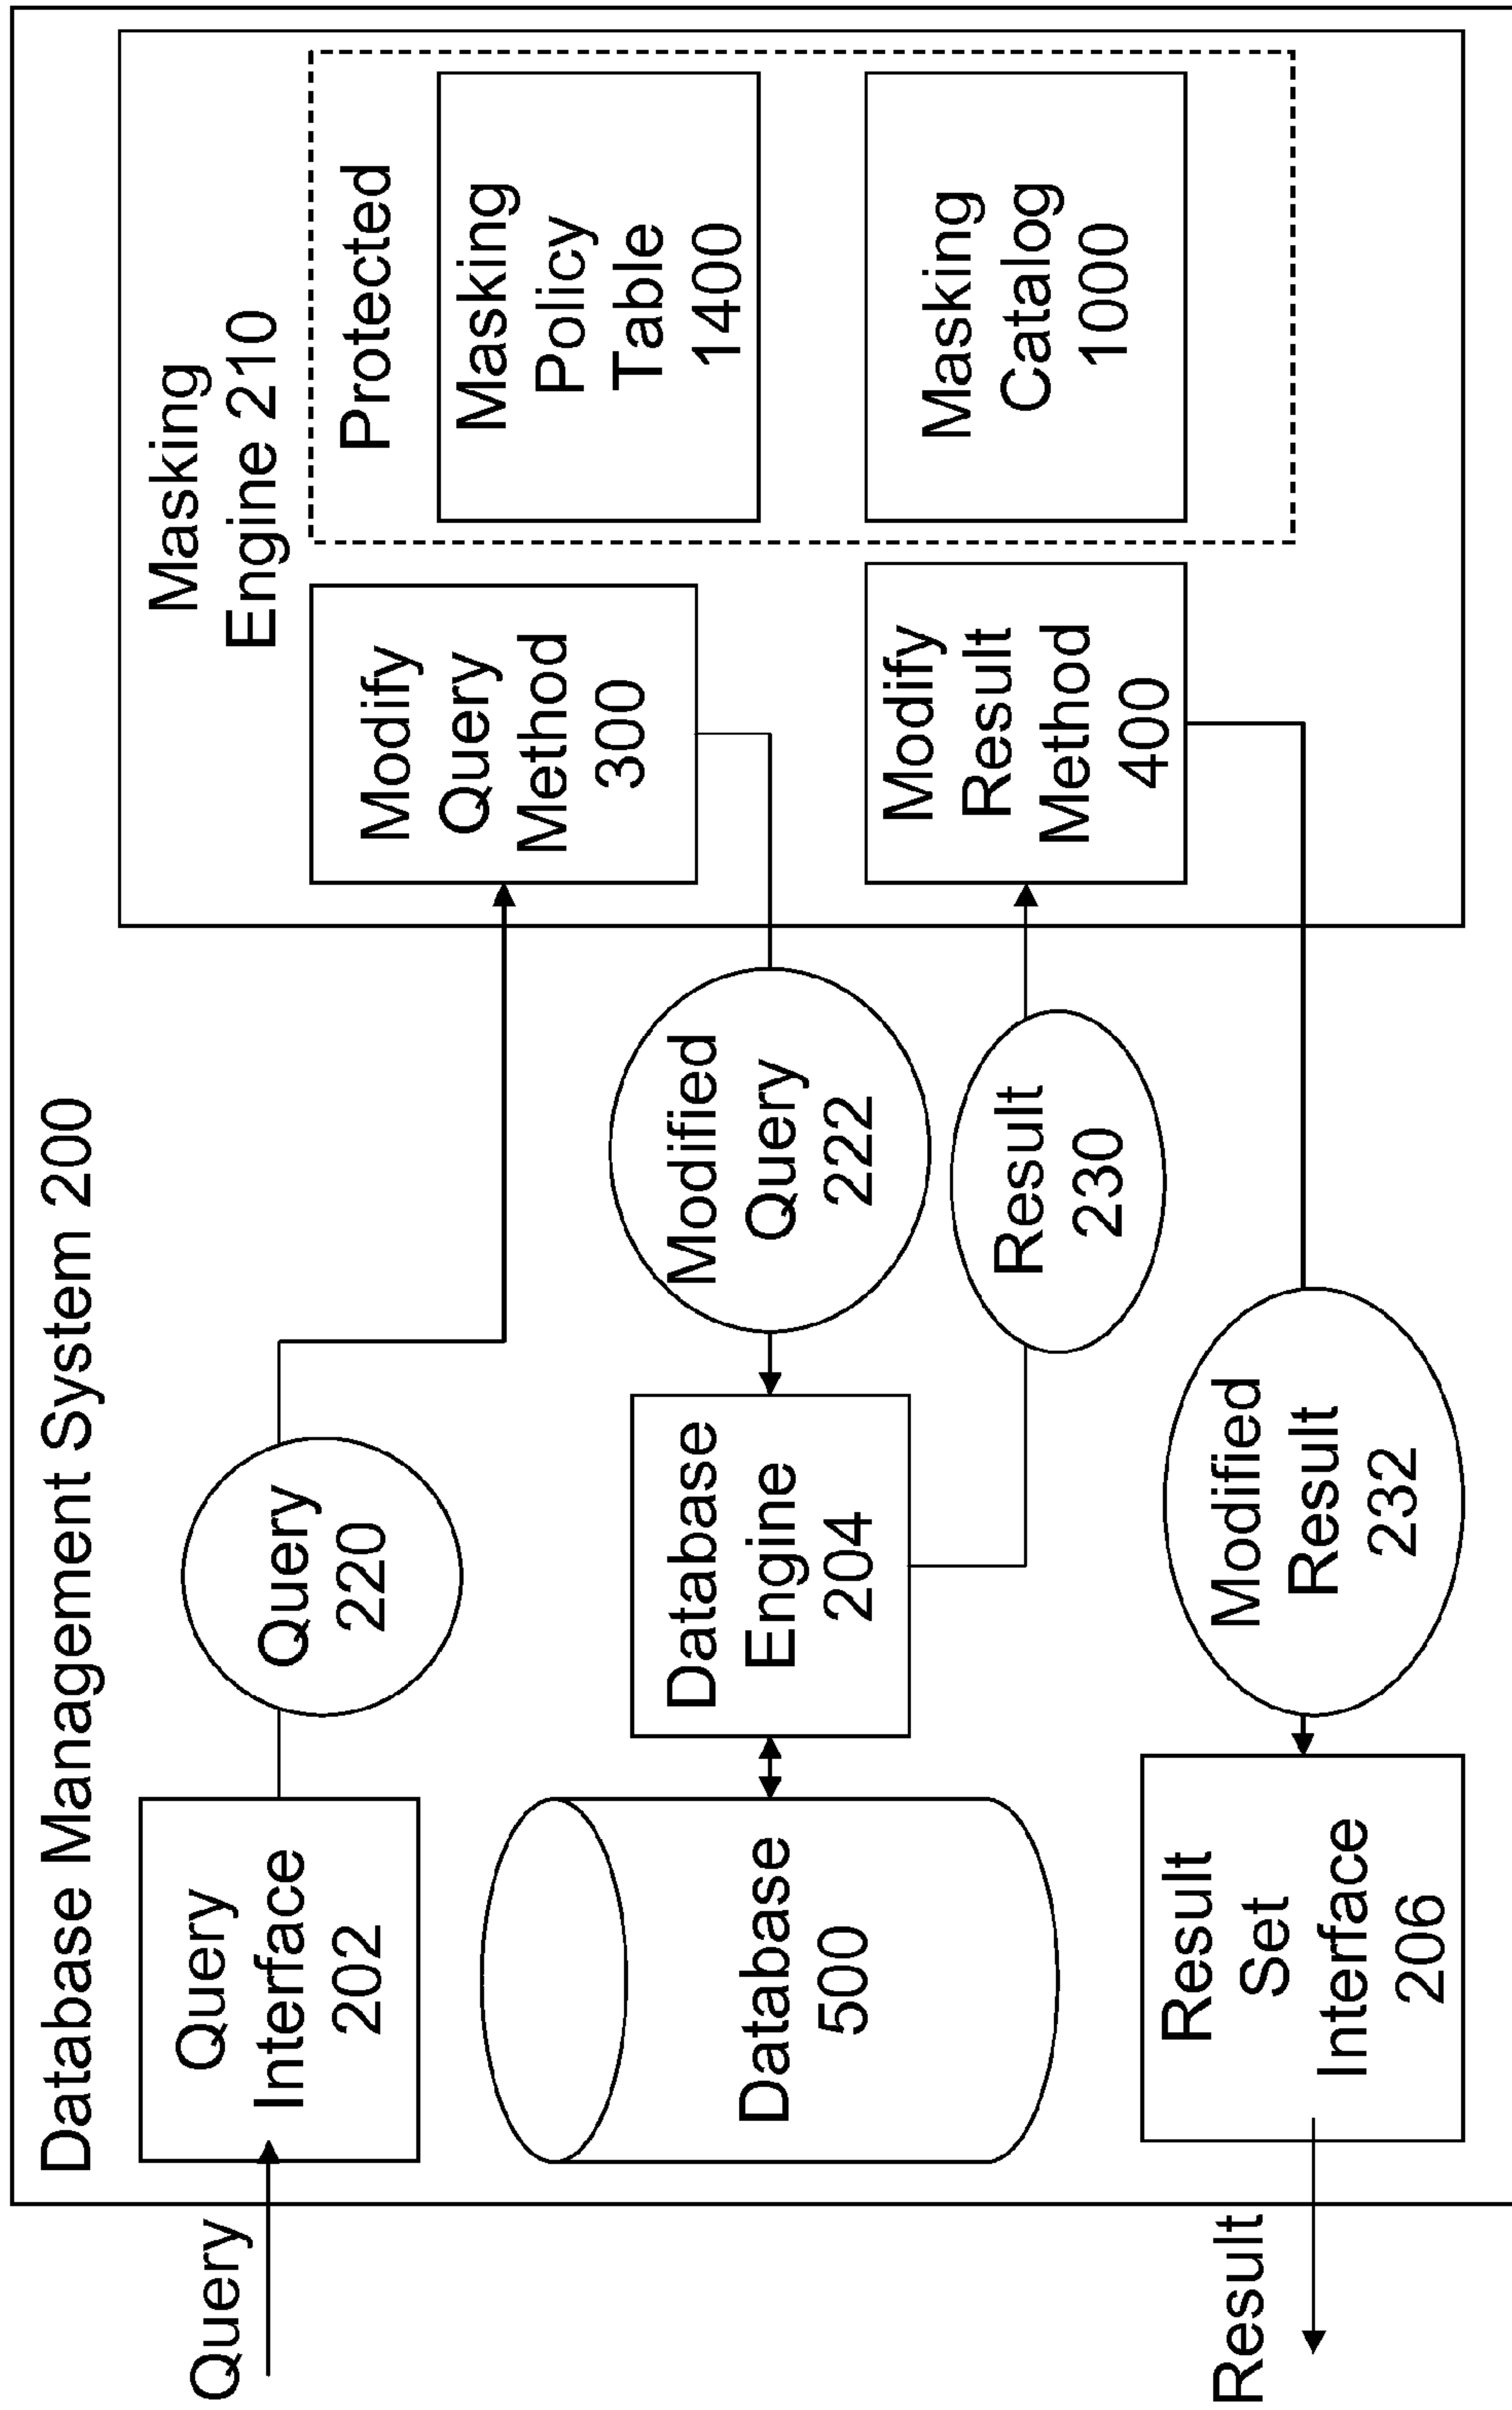 Database Management System 200
Query
Query
Interface
202
Query
220
Masking
Engine 210
Modify
Query
Method
300
Protected
Masking
Policy
Table
1400
Database
500
Database
Engine
204
Modified
Query
222
Result
230
Modify
Result
Method
400
Masking
Catalog
1000
Result
Result
Set
Interface
206
Modified
Result
232